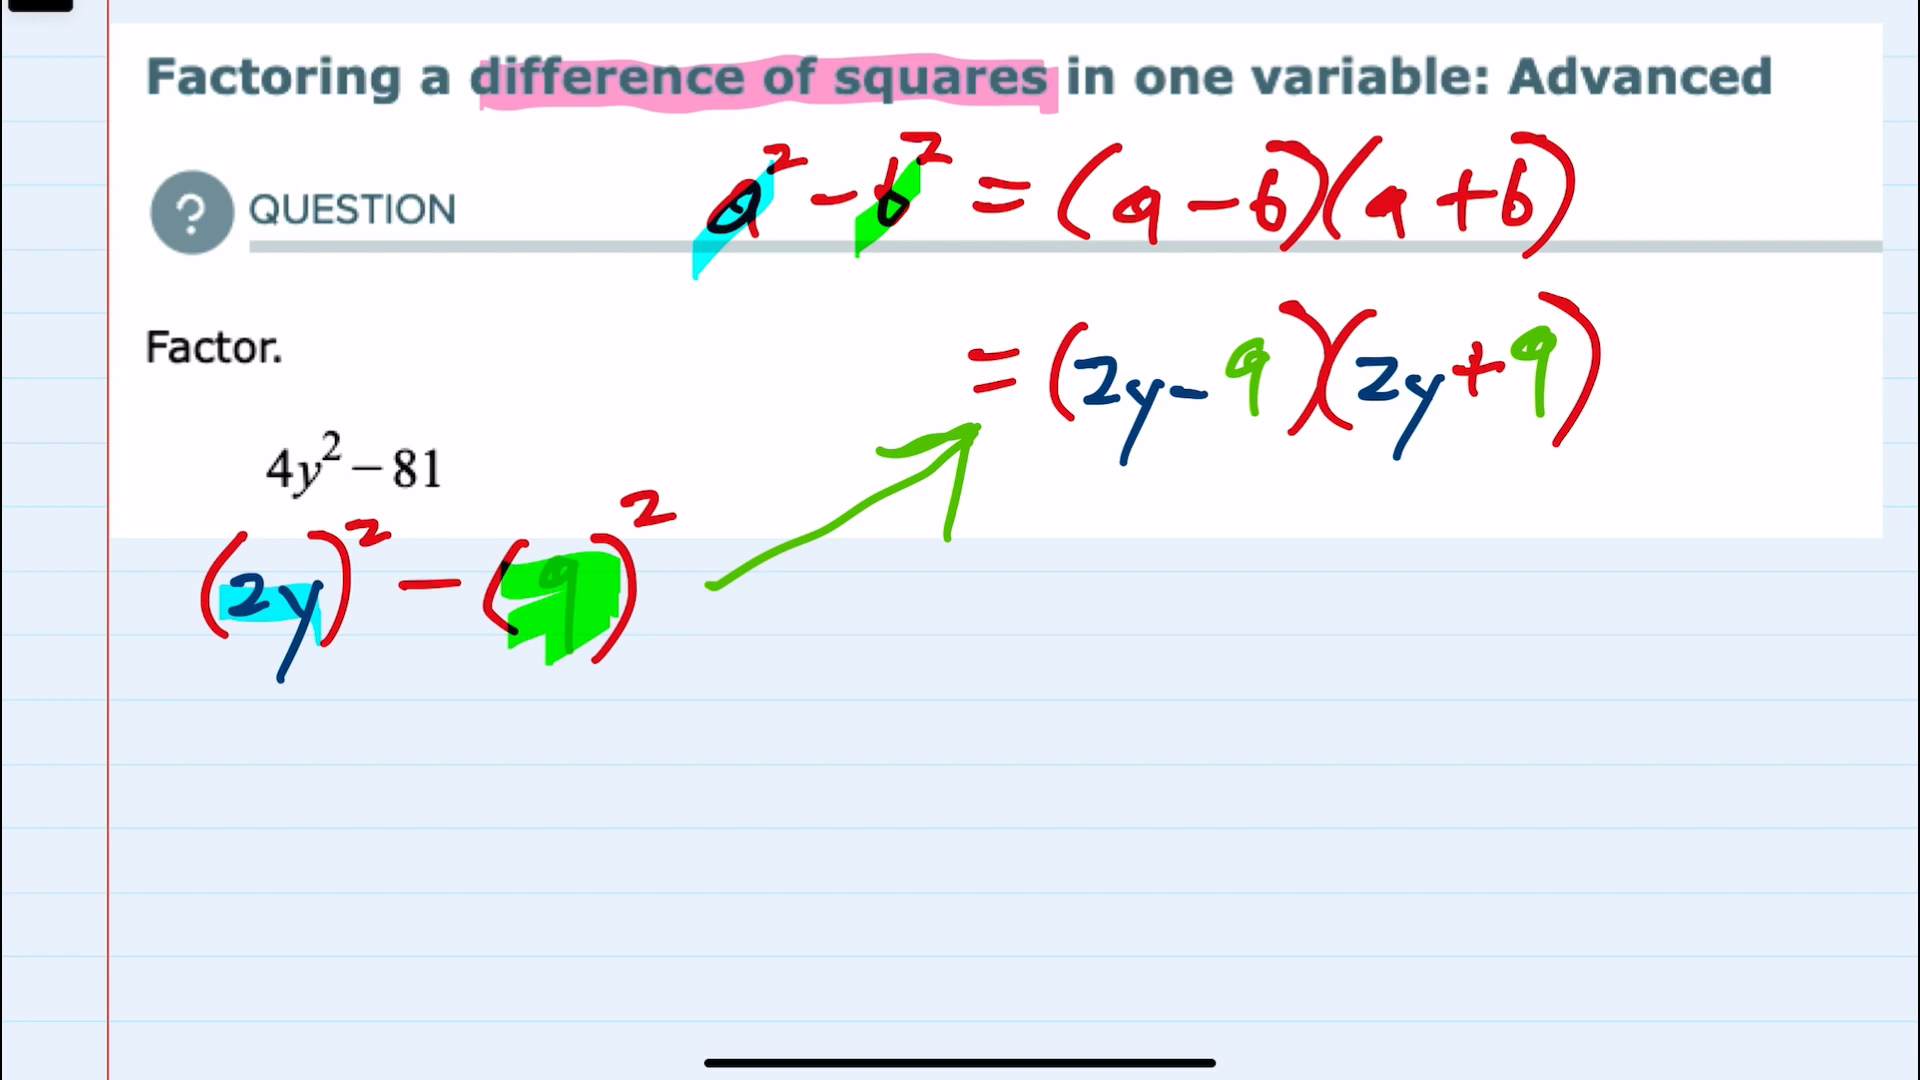 Factoring a difference of squares in one variable: Advanced
? QUESTION
a² - b² = (a - b)(a + b)
Factor.
= (2y - 9)(2y + 9)
4y² - 81
(2y)² - (9)²